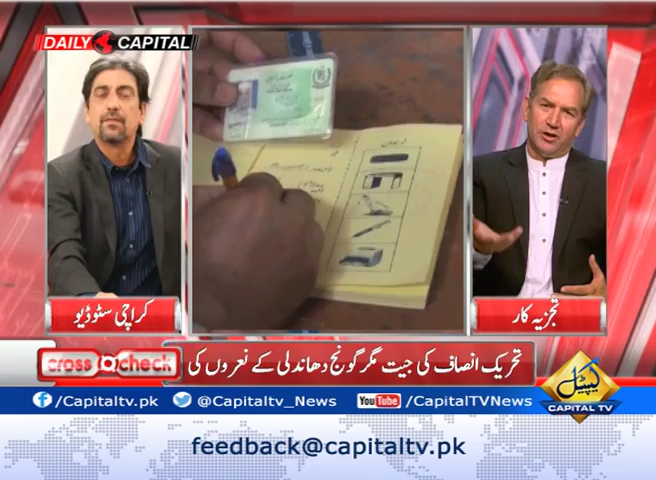 DAILY CAPITAL
کراچی سٹوڈیو
تجزیہ کار
cross check
تحریک انصاف کی جیت مگر گونج دھاندلی کے نعروں کی
کیپیٹل
CAPITAL TV
/Capitaltv.pk
@Capitaltv_News
YouTube /CapitalTVNews
feedback@capitaltv.pk